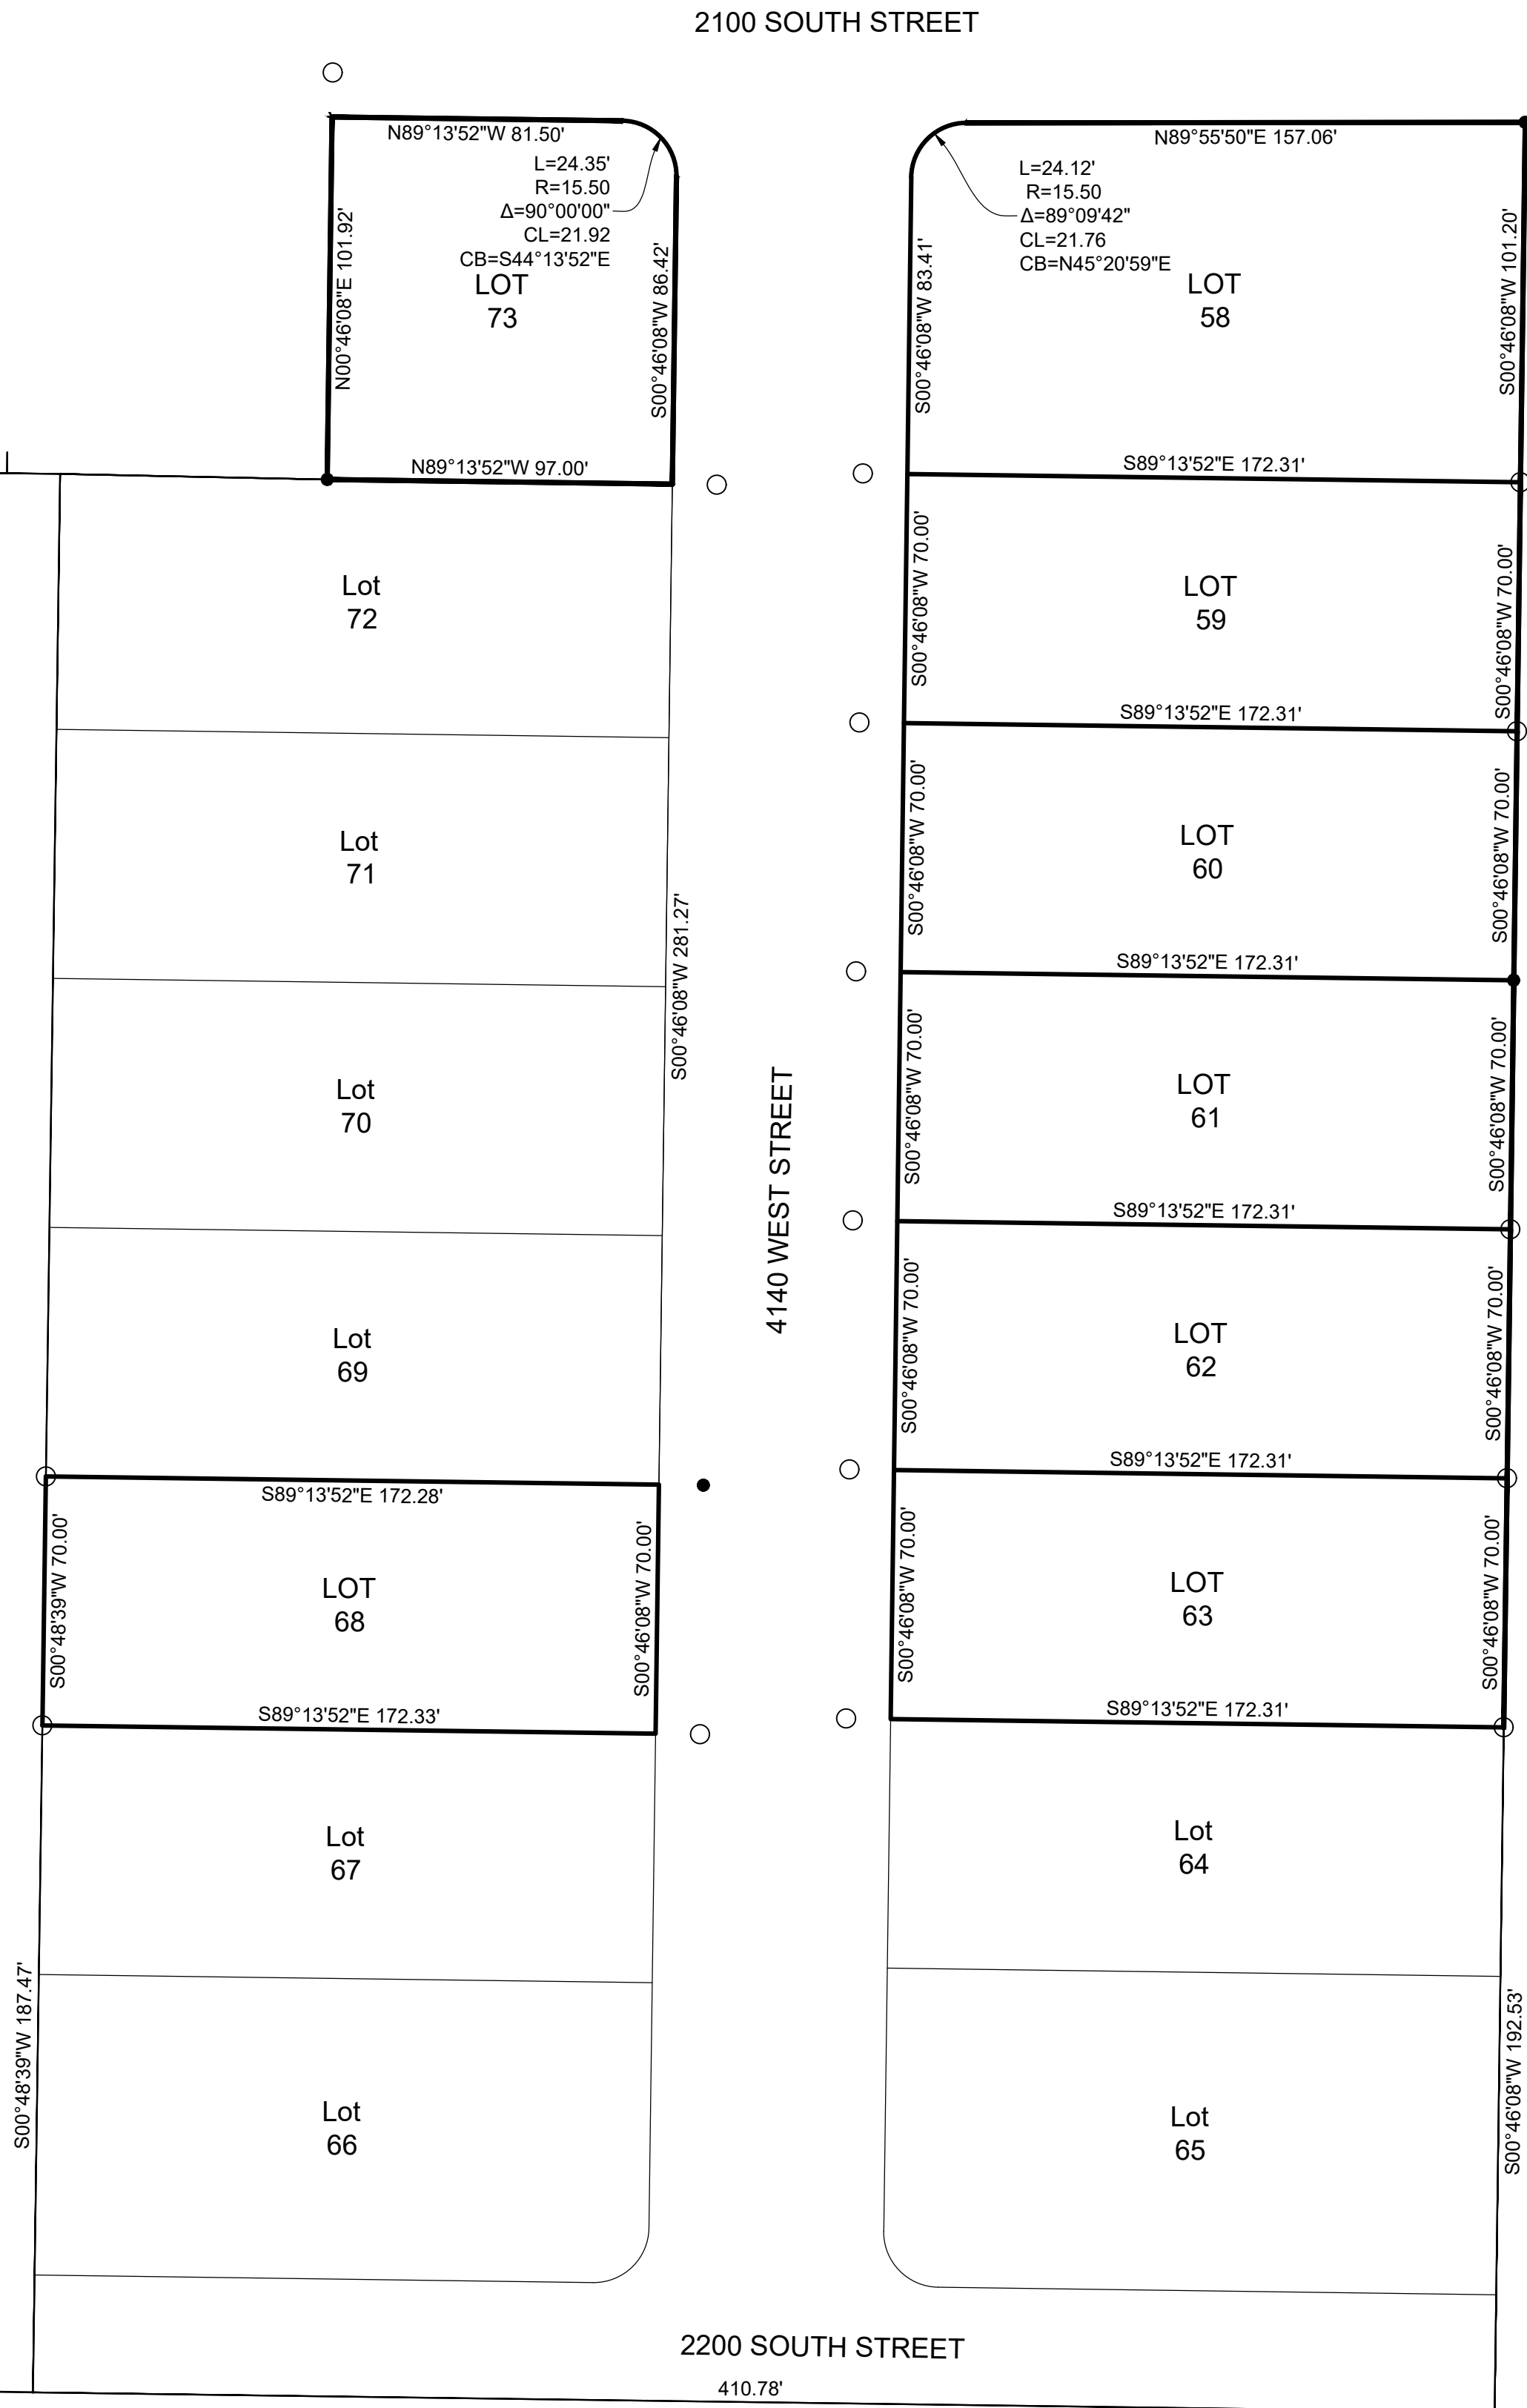 2100 SOUTH STREET
N89°13'52"W 81.50'
L=24.35'
R=15.50
Δ=90°00'00"
CL=21.92
CB=S44°13'52"E
LOT
73
N00°46'08"E 101.92'
S00°46'08"W 86.42'
N89°13'52"W 97.00'
N89°55'50"E 157.06'
L=24.12'
R=15.50
Δ=89°09'42"
CL=21.76
CB=N45°20'59"E
LOT
58
S00°46'08"W 83.41'
S00°46'08"W 101.20'
S89°13'52"E 172.31'
Lot
72
S00°46'08"W 70.00'
LOT
59
S00°46'08"W 70.00'
S89°13'52"E 172.31'
Lot
71
S00°46'08"W 70.00'
LOT
60
S00°46'08"W 70.00'
S89°13'52"E 172.31'
S00°46'08"W 281.27'
Lot
70
4140 WEST STREET
S00°46'08"W 70.00'
LOT
61
S00°46'08"W 70.00'
S89°13'52"E 172.31'
Lot
69
S00°46'08"W 70.00'
LOT
62
S00°46'08"W 70.00'
S89°13'52"E 172.31'
S89°13'52"E 172.28'
S00°48'39"W 70.00'
LOT
68
S00°46'08"W 70.00'
S89°13'52"E 172.33'
S00°46'08"W 70.00'
LOT
63
S00°46'08"W 70.00'
S89°13'52"E 172.31'
Lot
67
Lot
64
S00°48'39"W 187.47'
Lot
66
Lot
65
S00°46'08"W 192.53'
2200 SOUTH STREET
410.78'